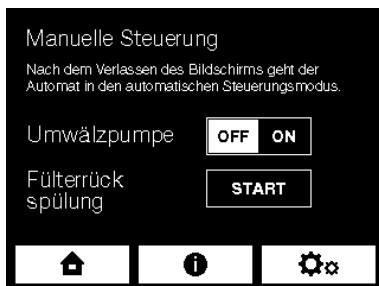 Manuelle Steuerung
Nach dem Verlassen des Bildschirms geht der
Automat in den automatischen Steuerungsmodus.
Umwälzpumpe
OFF ON
Fülterrück
spülung
START